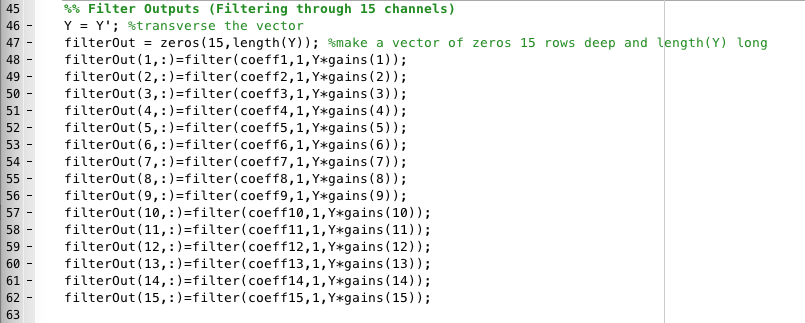 45 %% Filter Outputs (Filtering through 15 channels)
46 - Y = Y'; %transverse the vector
47 - filterOut = zeros(15,length(Y)); %make a vector of zeros 15 rows deep and length(Y) long
48 - filterOut(1,:)=filter(coeff1,1,Y*gains(1));
49 - filterOut(2,:)=filter(coeff2,1,Y*gains(2));
50 - filterOut(3,:)=filter(coeff3,1,Y*gains(3));
51 - filterOut(4,:)=filter(coeff4,1,Y*gains(4));
52 - filterOut(5,:)=filter(coeff5,1,Y*gains(5));
53 - filterOut(6,:)=filter(coeff6,1,Y*gains(6));
54 - filterOut(7,:)=filter(coeff7,1,Y*gains(7));
55 - filterOut(8,:)=filter(coeff8,1,Y*gains(8));
56 - filterOut(9,:)=filter(coeff9,1,Y*gains(9));
57 - filterOut(10,:)=filter(coeff10,1,Y*gains(10));
58 - filterOut(11,:)=filter(coeff11,1,Y*gains(11));
59 - filterOut(12,:)=filter(coeff12,1,Y*gains(12));
60 - filterOut(13,:)=filter(coeff13,1,Y*gains(13));
61 - filterOut(14,:)=filter(coeff14,1,Y*gains(14));
62 - filterOut(15,:)=filter(coeff15,1,Y*gains(15));
63